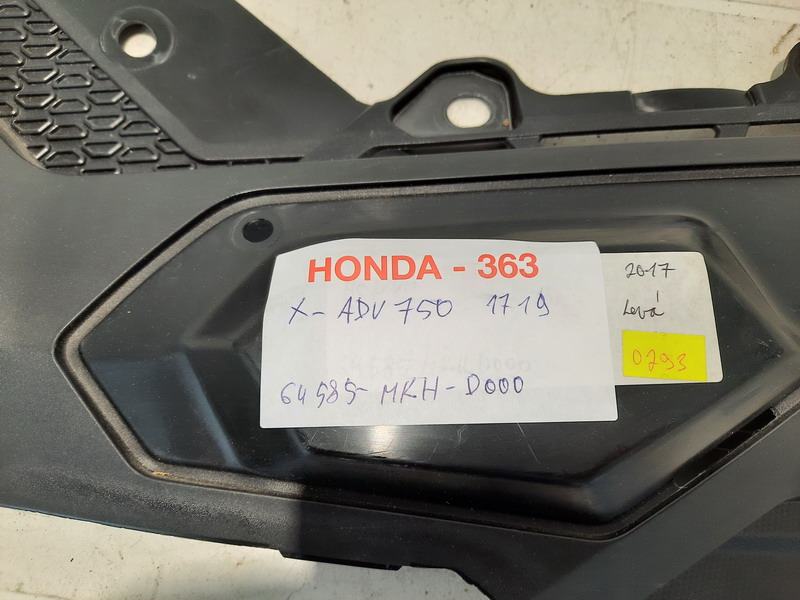 HONDA - 363
X-ADV 750 17 19
64585-MKH-D000
2017
Levá
0293